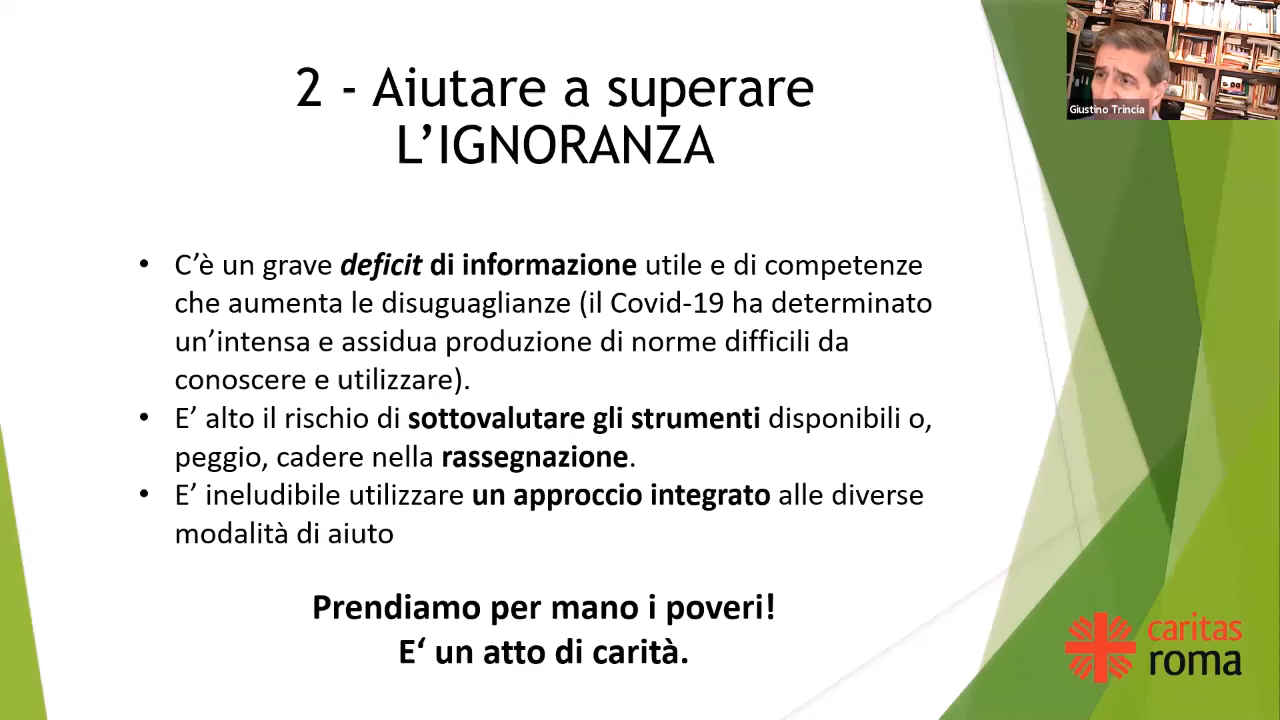 2 - Aiutare a superare
L’IGNORANZA
Giustino Trincia
• C’è un grave deficit di informazione utile e di competenze
che aumenta le disuguaglianze (il Covid-19 ha determinato
un’intensa e assidua produzione di norme difficili da
conoscere e utilizzare).
• E’ alto il rischio di sottovalutare gli strumenti disponibili o,
peggio, cadere nella rassegnazione.
• E’ ineludibile utilizzare un approccio integrato alle diverse
modalità di aiuto
Prendiamo per mano i poveri!
E‘ un atto di carità.
caritas
roma